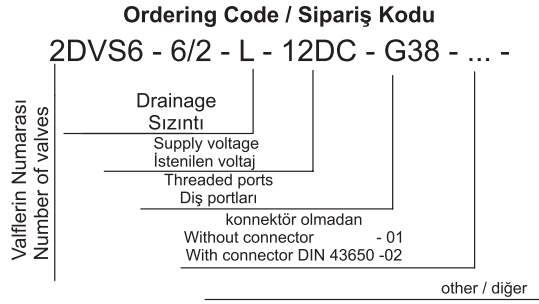 Ordering Code / Sipariş Kodu
2DVS6 - 6/2 - L - 12DC - G38 - ... -
Valflerin Numarası
Number of valves
Drainage
Sızıntı
Supply voltage
İstenilen voltaj
Threaded ports
Diş portları
konnektör olmadan
Without connector - 01
With connector DIN 43650 -02
other / diğer